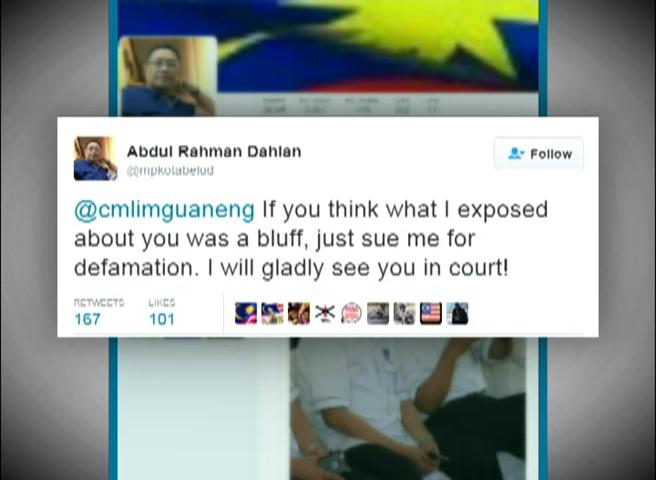 Abdul Rahman Dahlan
@mpkotabelud
Follow
@cmlimguaneng If you think what I exposed
about you was a bluff, just sue me for
defamation. I will gladly see you in court!
RETWEETS LIKES
167 101